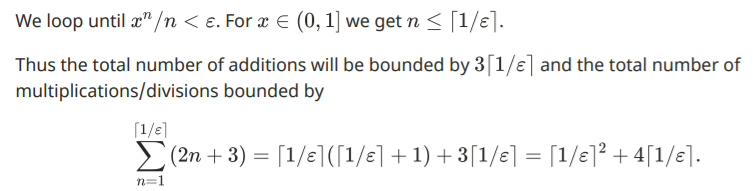 We loop until xⁿ/n < ε. For x ∈ (0, 1] we get n ≤ ⌈1/ε⌉.
Thus the total number of additions will be bounded by 3⌈1/ε⌉ and the total number of
multiplications/divisions bounded by
∑_{n=1}^{⌈1/ε⌉} (2n + 3) = ⌈1/ε⌉(⌈1/ε⌉ + 1) + 3⌈1/ε⌉ = ⌈1/ε⌉² + 4⌈1/ε⌉.